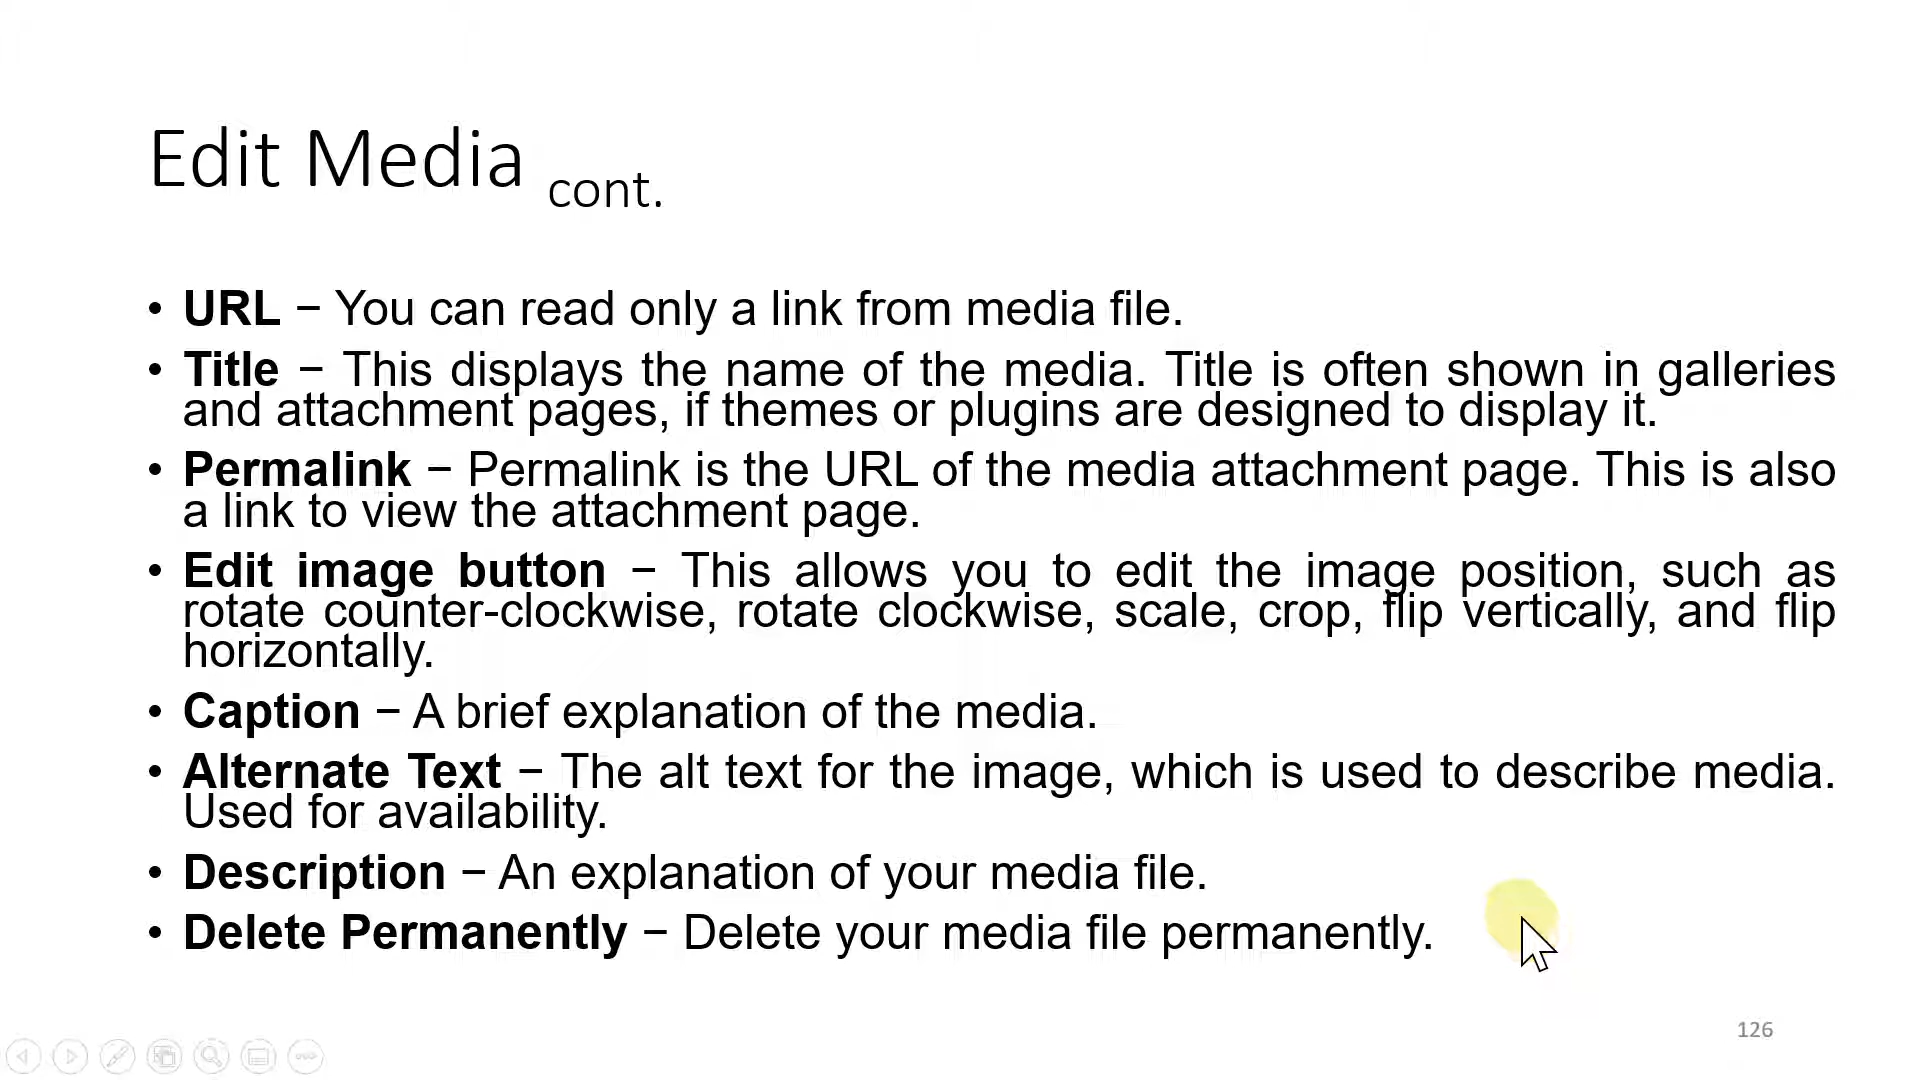 Edit Media cont.
• URL − You can read only a link from media file.
• Title − This displays the name of the media. Title is often shown in galleries
and attachment pages, if themes or plugins are designed to display it.
• Permalink − Permalink is the URL of the media attachment page. This is also
a link to view the attachment page.
• Edit image button − This allows you to edit the image position, such as
rotate counter-clockwise, rotate clockwise, scale, crop, flip vertically, and flip
horizontally.
• Caption − A brief explanation of the media.
• Alternate Text − The alt text for the image, which is used to describe media.
Used for availability.
• Description − An explanation of your media file.
• Delete Permanently − Delete your media file permanently.
126